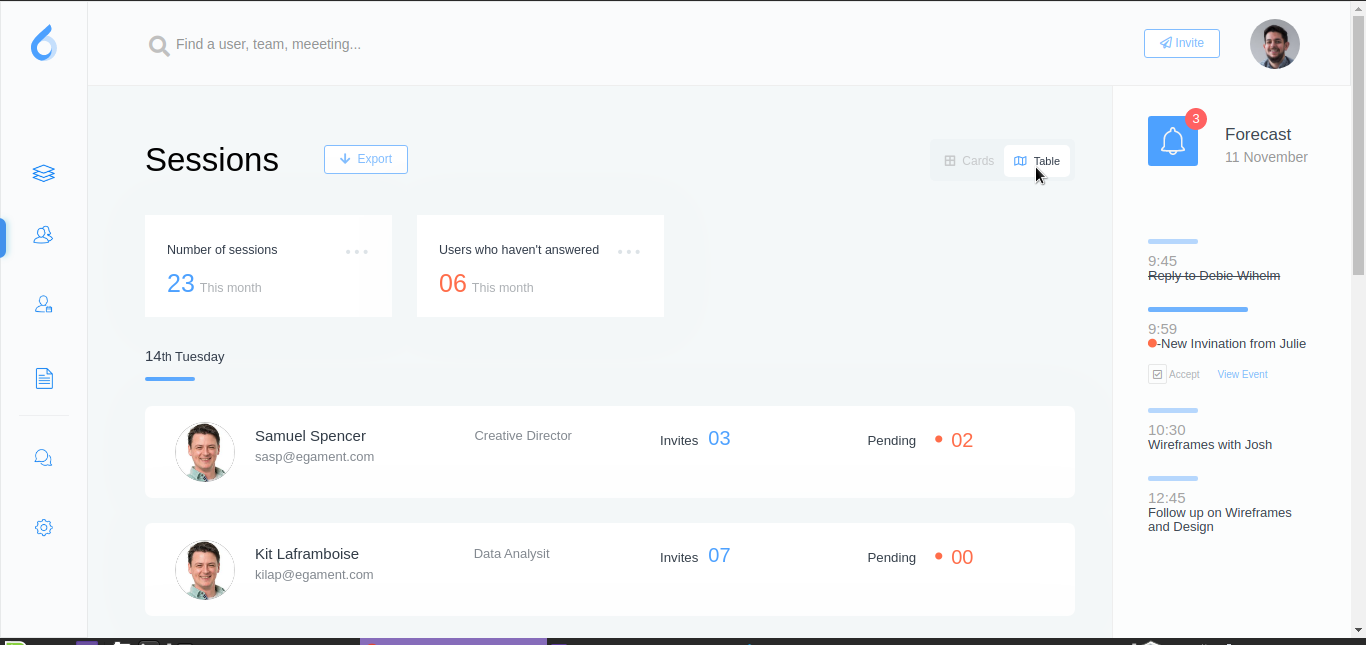 Find a user, team, meeeting...
Invite
Sessions
Export
Cards
Table
Number of sessions
23 This month
Users who haven't answered
06 This month
14th Tuesday
Samuel Spencer
sasp@egament.com
Creative Director
Invites 03
Pending 02
Kit Laframboise
kilap@egament.com
Data Analysit
Invites 07
Pending 00
3
Forecast
11 November
9:45
Reply to Debie Wihelm
9:59
-New Invination from Julie
Accept
View Event
10:30
Wireframes with Josh
12:45
Follow up on Wireframes
and Design